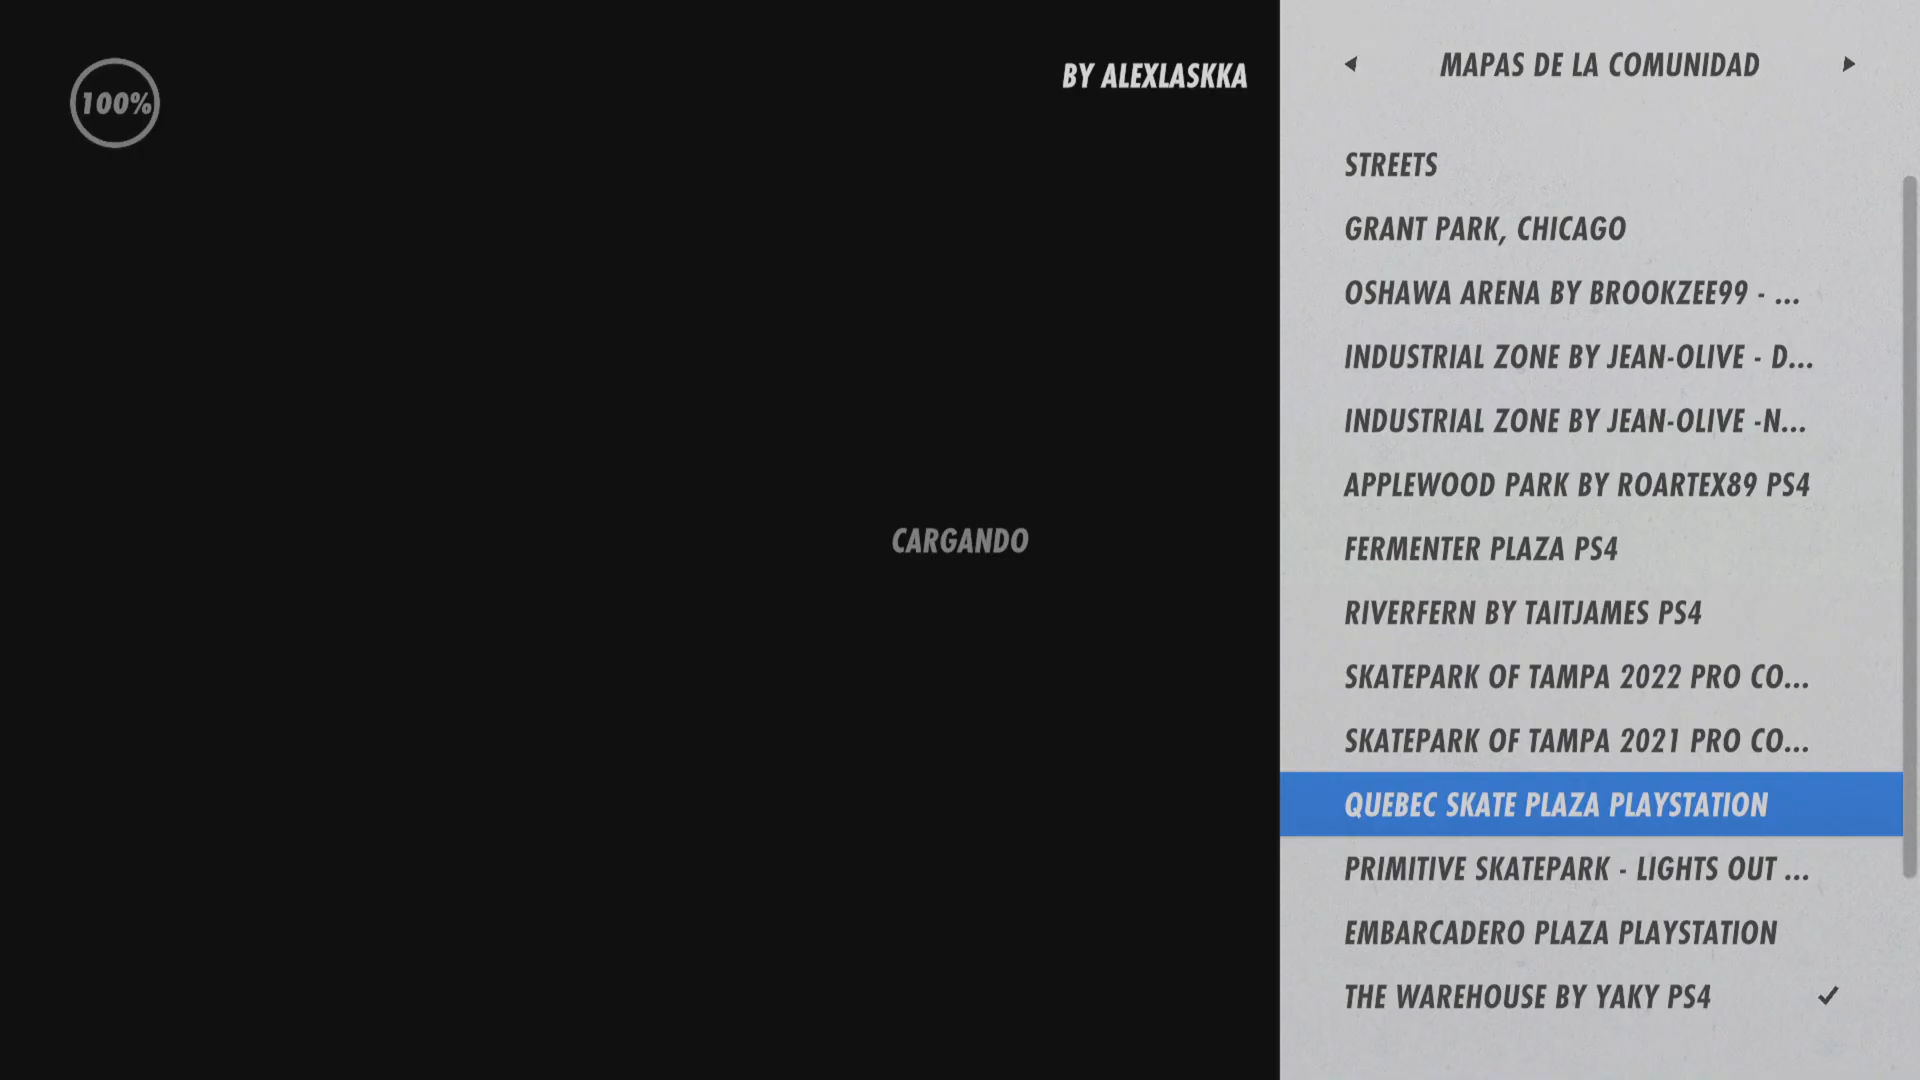 100%
BY ALEXLASKKA
CARGANDO
MAPAS DE LA COMUNIDAD
STREETS
GRANT PARK, CHICAGO
OSHAWA ARENA BY BROOKZEE99 - ...
INDUSTRIAL ZONE BY JEAN-OLIVE - D...
INDUSTRIAL ZONE BY JEAN-OLIVE -N...
APPLEWOOD PARK BY ROARTEX89 PS4
FERMENTER PLAZA PS4
RIVERFERN BY TAITJAMES PS4
SKATEPARK OF TAMPA 2022 PRO CO...
SKATEPARK OF TAMPA 2021 PRO CO...
QUEBEC SKATE PLAZA PLAYSTATION
PRIMITIVE SKATEPARK - LIGHTS OUT ...
EMBARCADERO PLAZA PLAYSTATION
THE WAREHOUSE BY YAKY PS4